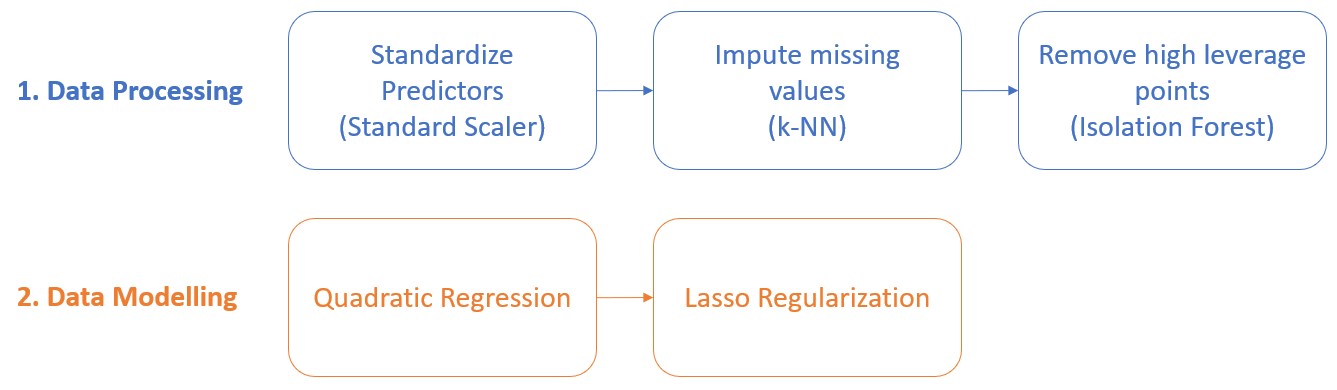 1. Data Processing
Standardize
Predictors
(Standard Scaler)
Impute missing
values
(k-NN)
Remove high leverage
points
(Isolation Forest)
2. Data Modelling
Quadratic Regression
Lasso Regularization